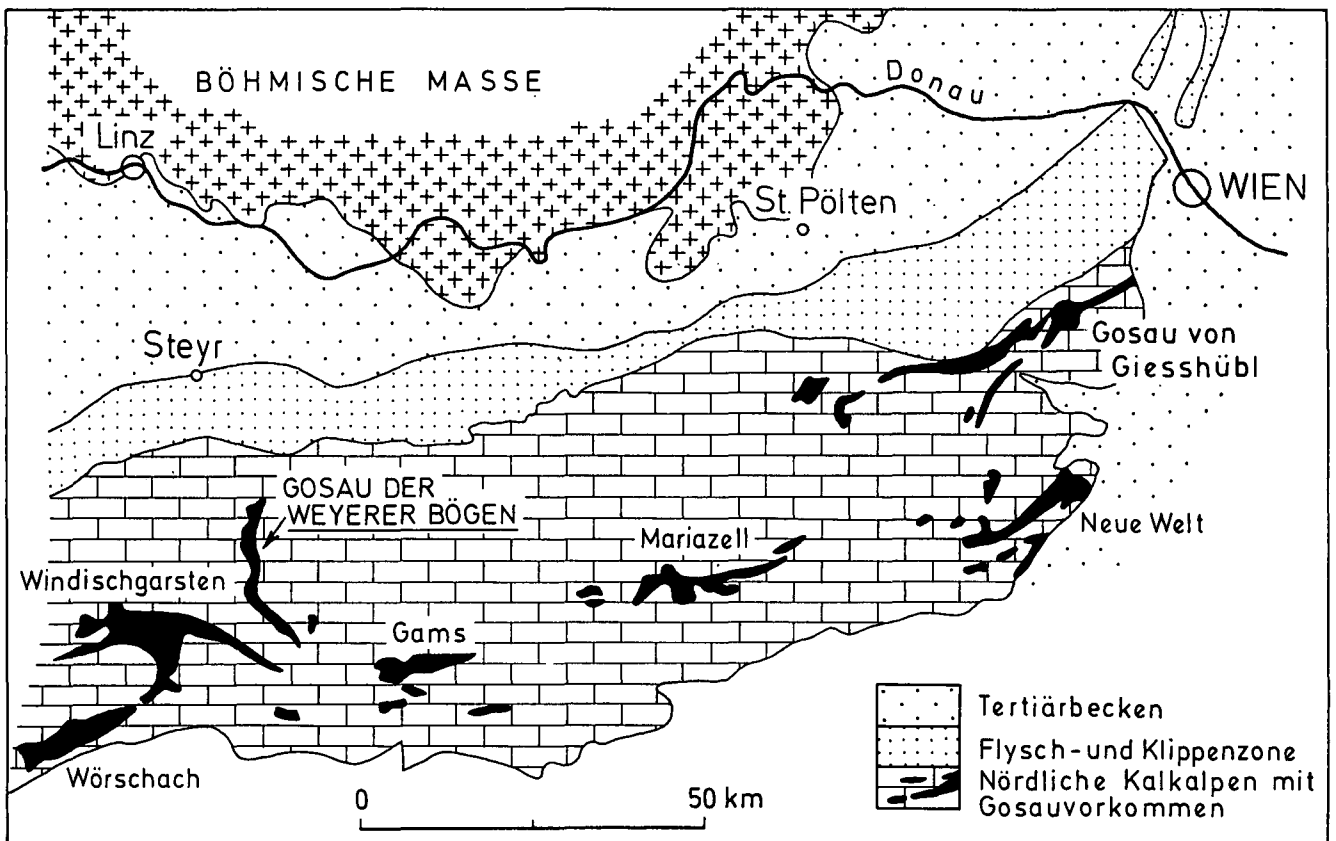 BÖHMISCHE MASSE
Donau
Linz
St. Pölten
WIEN
Steyr
Gosau von
Giesshübl
GOSAU DER
WEYERER BÖGEN
Mariazell
Neue Welt
Windischgarsten
Gams
Wörschach
0 50 km
Tertiärbecken
Flysch- und Klippenzone
Nördliche Kalkalpen mit
Gosauvorkommen